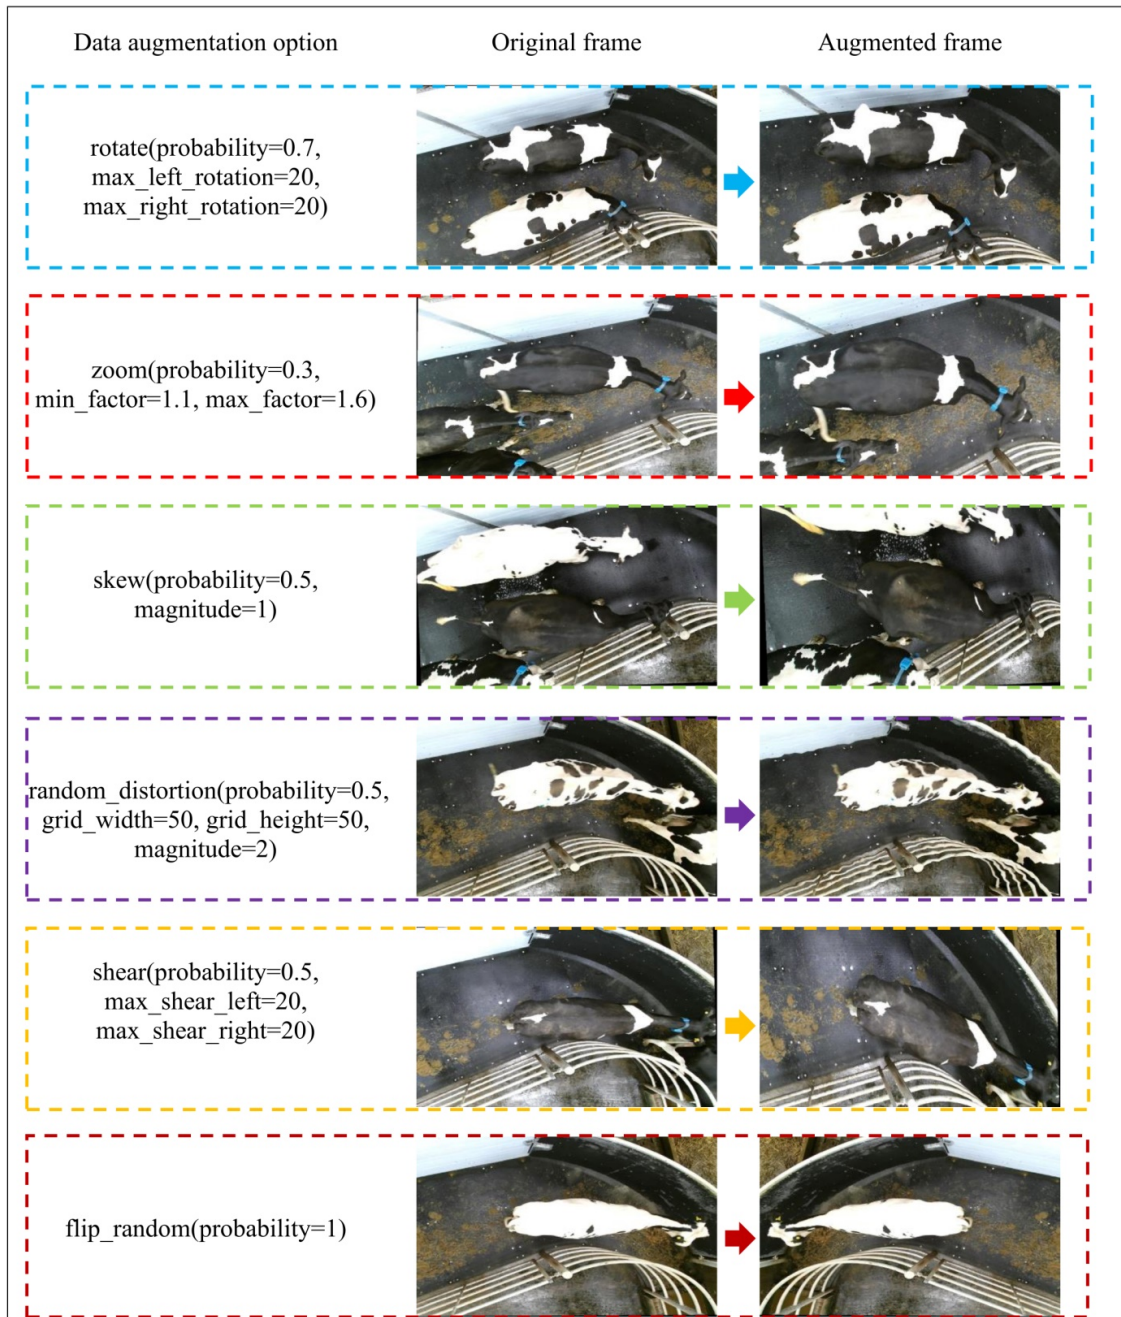 Data augmentation option
Original frame
Augmented frame
rotate(probability=0.7,
max_left_rotation=20,
max_right_rotation=20)
zoom(probability=0.3,
min_factor=1.1, max_factor=1.6)
skew(probability=0.5,
magnitude=1)
random_distortion(probability=0.5,
grid_width=50, grid_height=50,
magnitude=2)
shear(probability=0.5,
max_shear_left=20,
max_shear_right=20)
flip_random(probability=1)